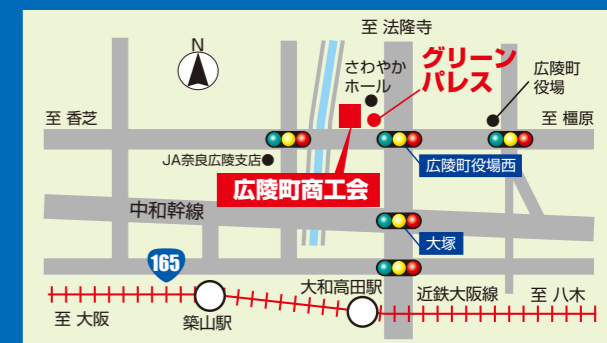 至 法隆寺
N
さわやか
ホール
グリーン
パレス
広陵町
役場
至 香芝
至 橿原
JA奈良広陵支店
広陵町役場西
広陵町商工会
中和幹線
大塚
165
大和高田駅
近鉄大阪線
至 八木
至 大阪
築山駅